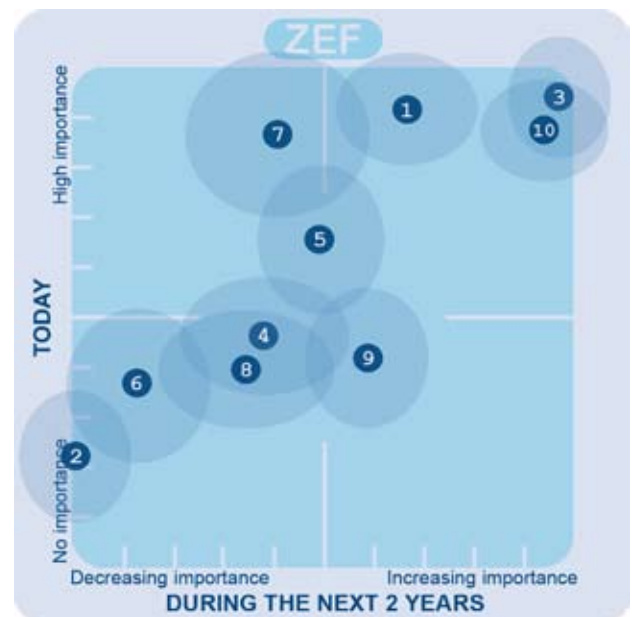 ZEF
High importance
3
1
10
7
5
TODAY
4
9
8
6
2
No importance
Decreasing importance
Increasing importance
DURING THE NEXT 2 YEARS